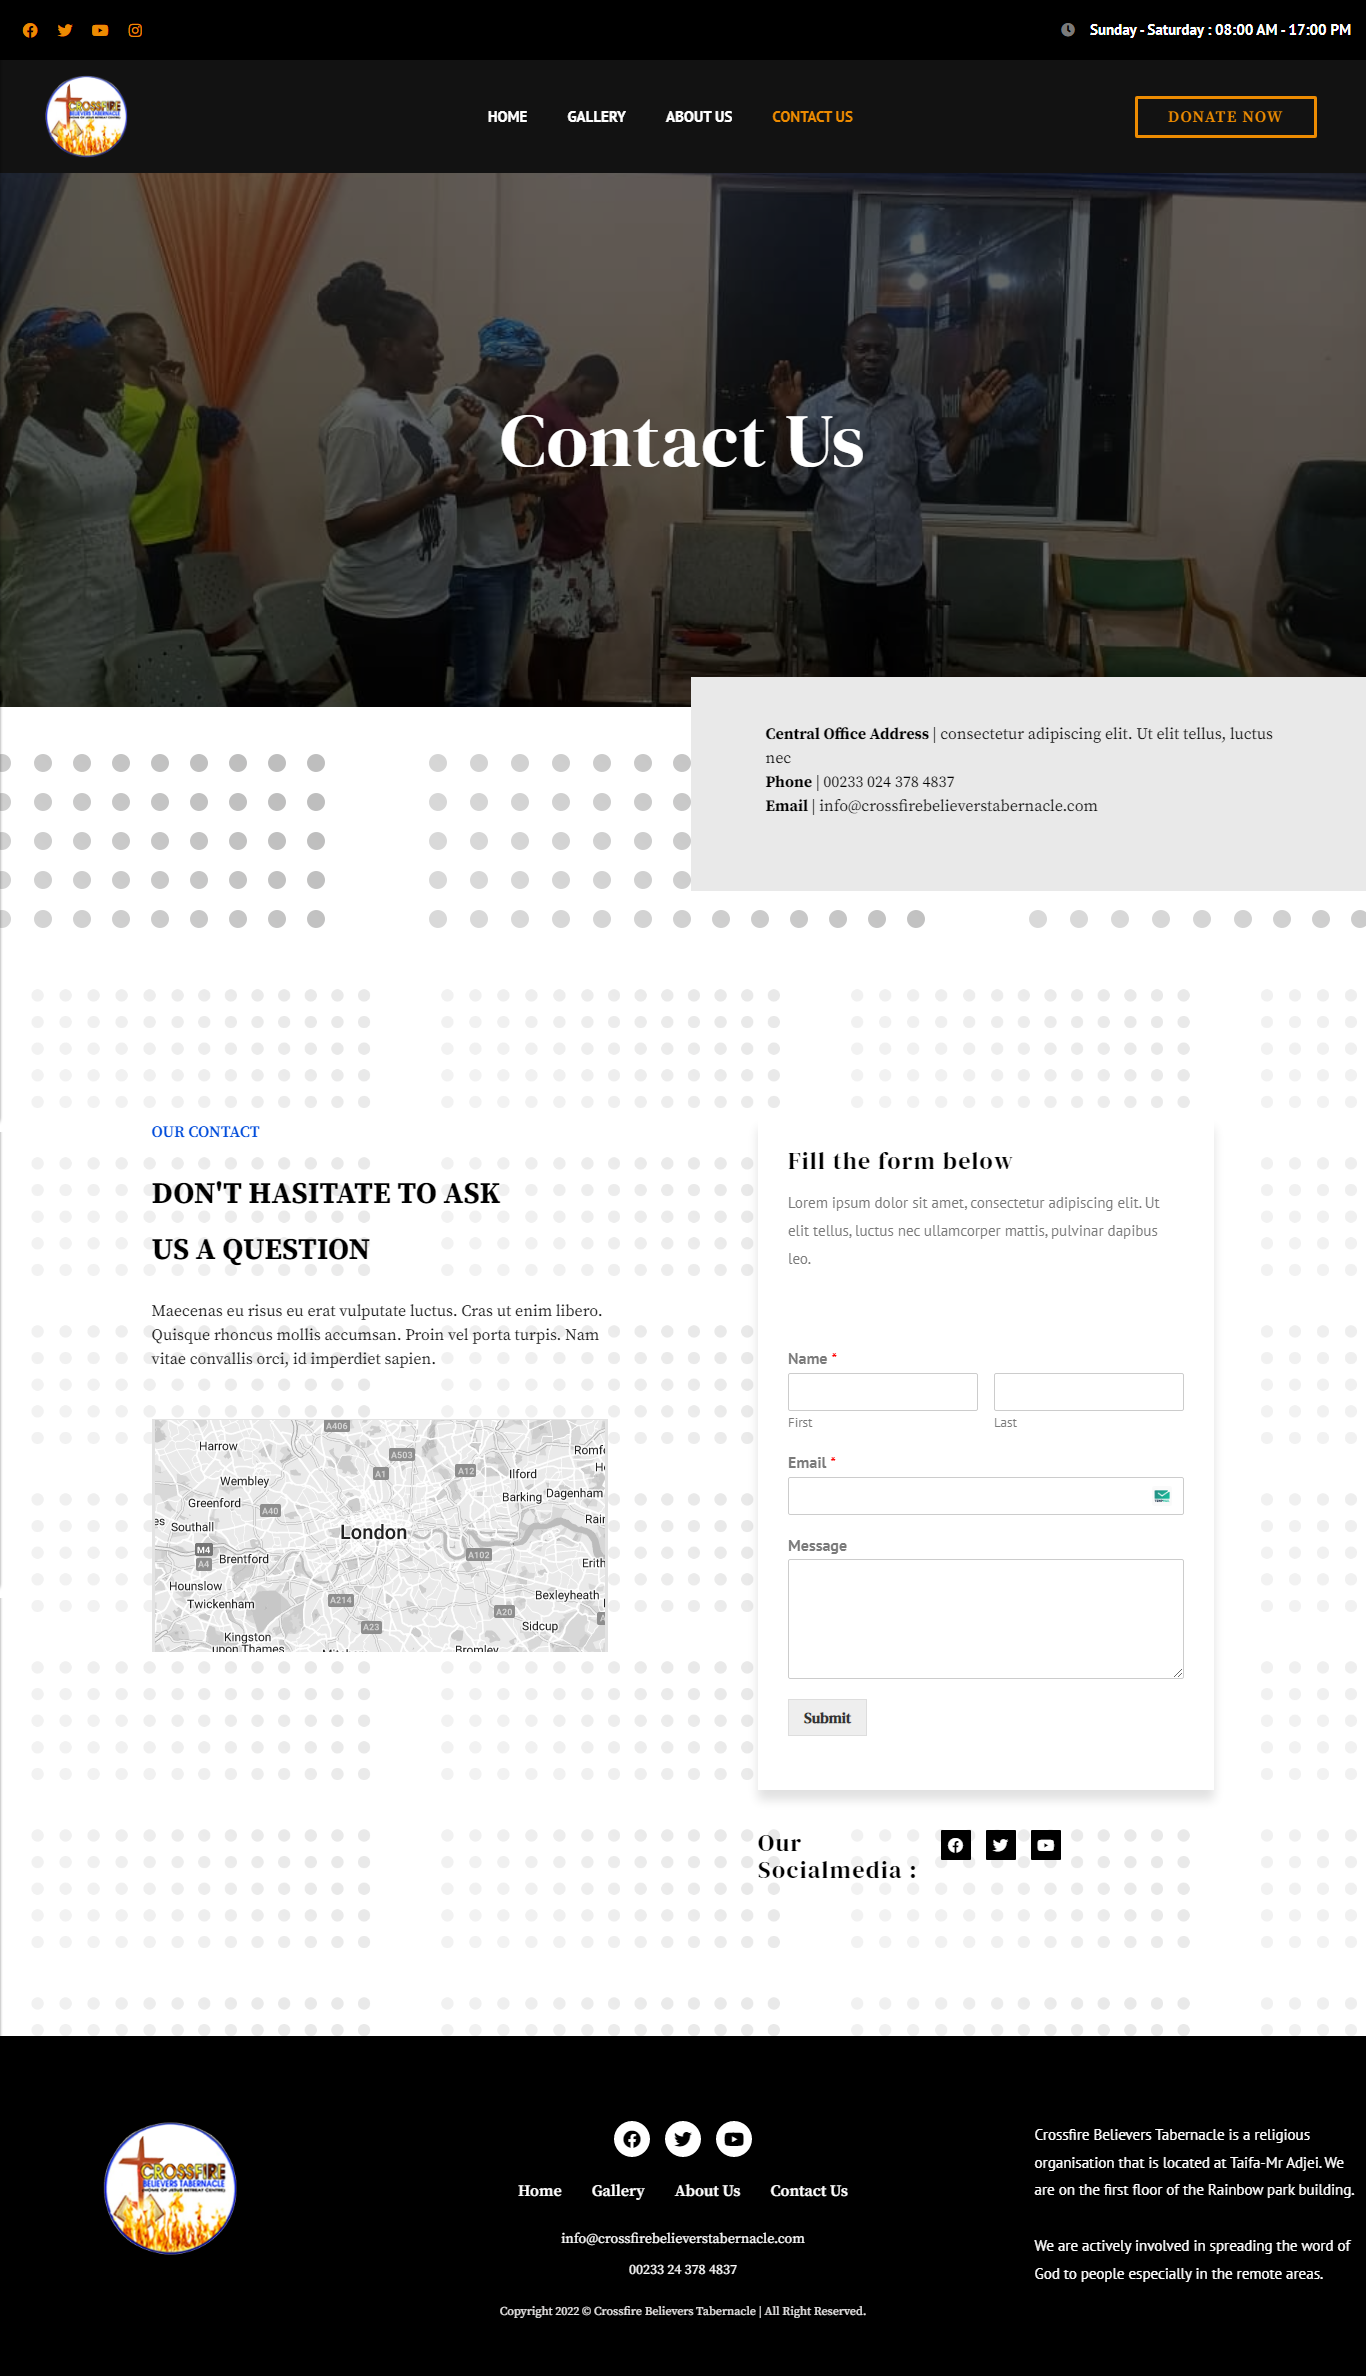 Sunday - Saturday : 08:00 AM - 17:00 PM
CROSSFIRE
BELIEVERS TABERNACLE
HOME GALLERY ABOUT US CONTACT US
DONATE NOW
Contact Us
Central Office Address | consectetur adipiscing elit. Ut elit tellus, luctus
nec
Phone | 00233 024 378 4837
Email | info@crossfirebelieverstabernacle.com
OUR CONTACT
DON'T HASITATE TO ASK
US A QUESTION
Maecenas eu risus eu erat vulputate luctus. Cras ut enim libero.
Quisque rhoncus mollis accumsan. Proin vel porta turpis. Nam
vitae convallis orci, id imperdiet sapien.
A406
Harrow
A503
Romf
A1
A12
Ilford
Wembley
Barking
Dagenham
Greenford
A40
Southall
London
Rai
M4
A4
Brentford
A102
Erith
Hounslow
Twickenham
A214
Bexleyheath
A20
A23
Sidcup
Kingston
upon Thames
Bromley
Fill the form below
Lorem ipsum dolor sit amet, consectetur adipiscing elit. Ut
elit tellus, luctus nec ullamcorper mattis, pulvinar dapibus
leo.
Name *
First Last
Email *
Message
Submit
Our
Socialmedia :
CROSSFIRE
BELIEVERS TABERNACLE
(HOME OF JESUS RETREAT CENTRE)
Home Gallery About Us Contact Us
info@crossfirebelieverstabernacle.com
00233 24 378 4837
Copyright 2022 © Crossfire Believers Tabernacle | All Right Reserved.
Crossfire Believers Tabernacle is a religious
organisation that is located at Taifa-Mr Adjei. We
are on the first floor of the Rainbow park building.
We are actively involved in spreading the word of
God to people especially in the remote areas.